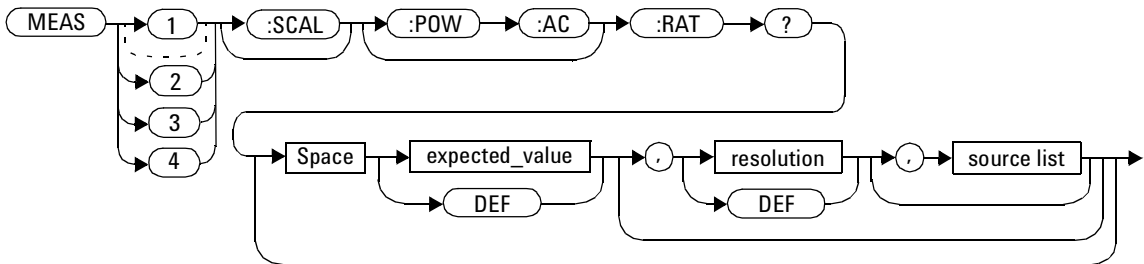 MEAS 1 :SCAL :POW :AC :RAT ?
2
3
4
Space expected_value , resolution , source list
DEF DEF